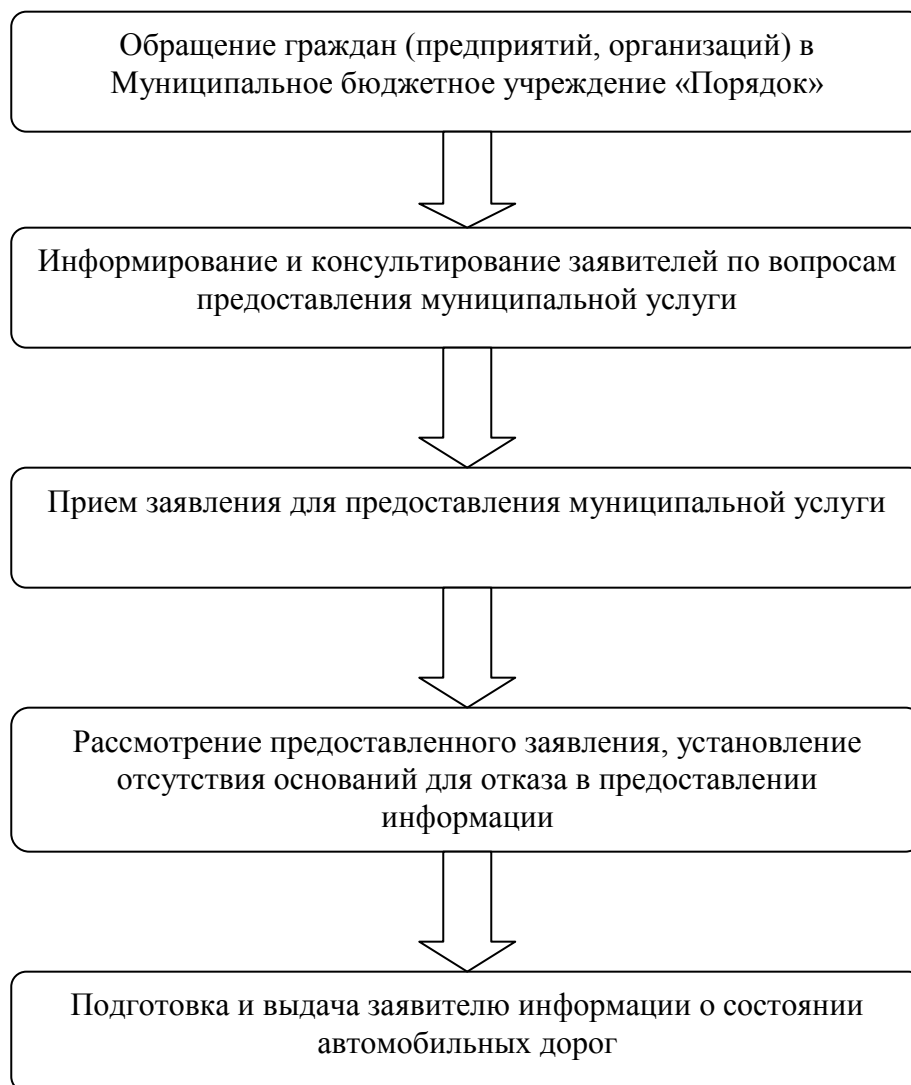 Обращение граждан (предприятий, организаций) в
Муниципальное бюджетное учреждение «Порядок»
Информирование и консультирование заявителей по вопросам
предоставления муниципальной услуги
Прием заявления для предоставления муниципальной услуги
Рассмотрение предоставленного заявления, установление
отсутствия оснований для отказа в предоставлении
информации
Подготовка и выдача заявителю информации о состоянии
автомобильных дорог